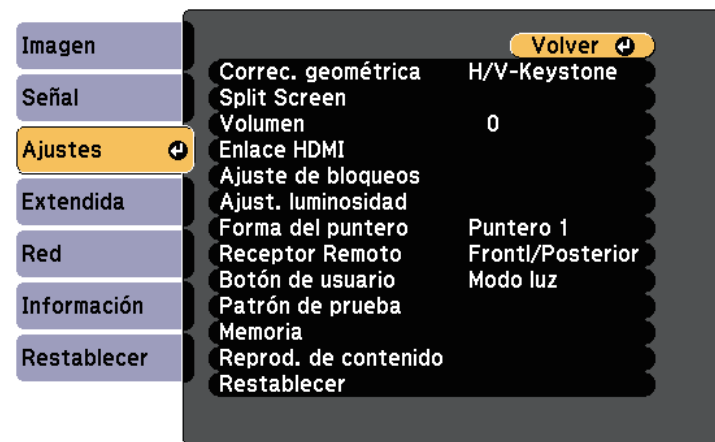 Imagen
Señal
Ajustes
Extendida
Red
Información
Restablecer
Volver
Correc. geométrica H/V-Keystone
Split Screen
Volumen 0
Enlace HDMI
Ajuste de bloqueos
Ajust. luminosidad
Forma del puntero Puntero 1
Receptor Remoto Frontl/Posterior
Botón de usuario Modo luz
Patrón de prueba
Memoria
Reprod. de contenido
Restablecer